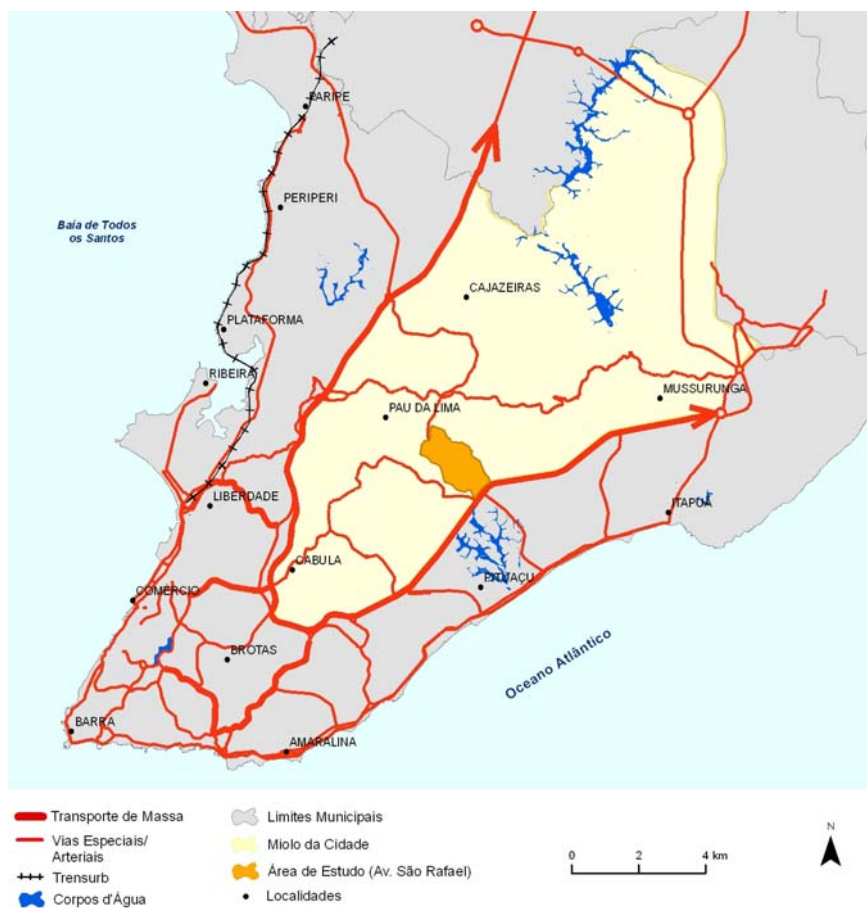 PARIPE
PERIPERI
Baía de Todos
os Santos
CAJAZEIRAS
PLATAFORMA
RIBEIRA
MUSSURUNGA
PAU DA LIMA
LIBERDADE
ITAPUÃ
CABULA
PITUAÇU
COMÉRCIO
Oceano Atlântico
BROTAS
BARRA
AMARALINA
Transporte de Massa
Vias Especiais/
Arteriais
Trensurb
Corpos d'Água
Limites Municipais
Miolo da Cidade
Área de Estudo (Av. São Rafael)
Localidades
0 2 4 km
N